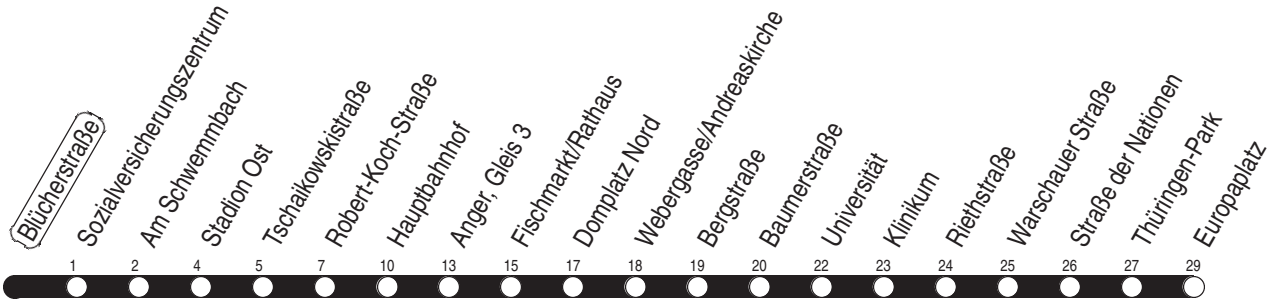 Blücherstraße
Sozialversicherungszentrum
Am Schwemmbach
Stadion Ost
Tschaikowskistraße
Robert-Koch-Straße
Hauptbahnhof
Anger, Gleis 3
Fischmarkt/Rathaus
Domplatz Nord
Webergasse/Andreaskirche
Bergstraße
Baumerstraße
Universität
Klinikum
Riethstraße
Warschauer Straße
Straße der Nationen
Thüringen-Park
Europaplatz
1 2 4 5 7 10 13 15 17 18 19 20 22 23 24 25 26 27 29